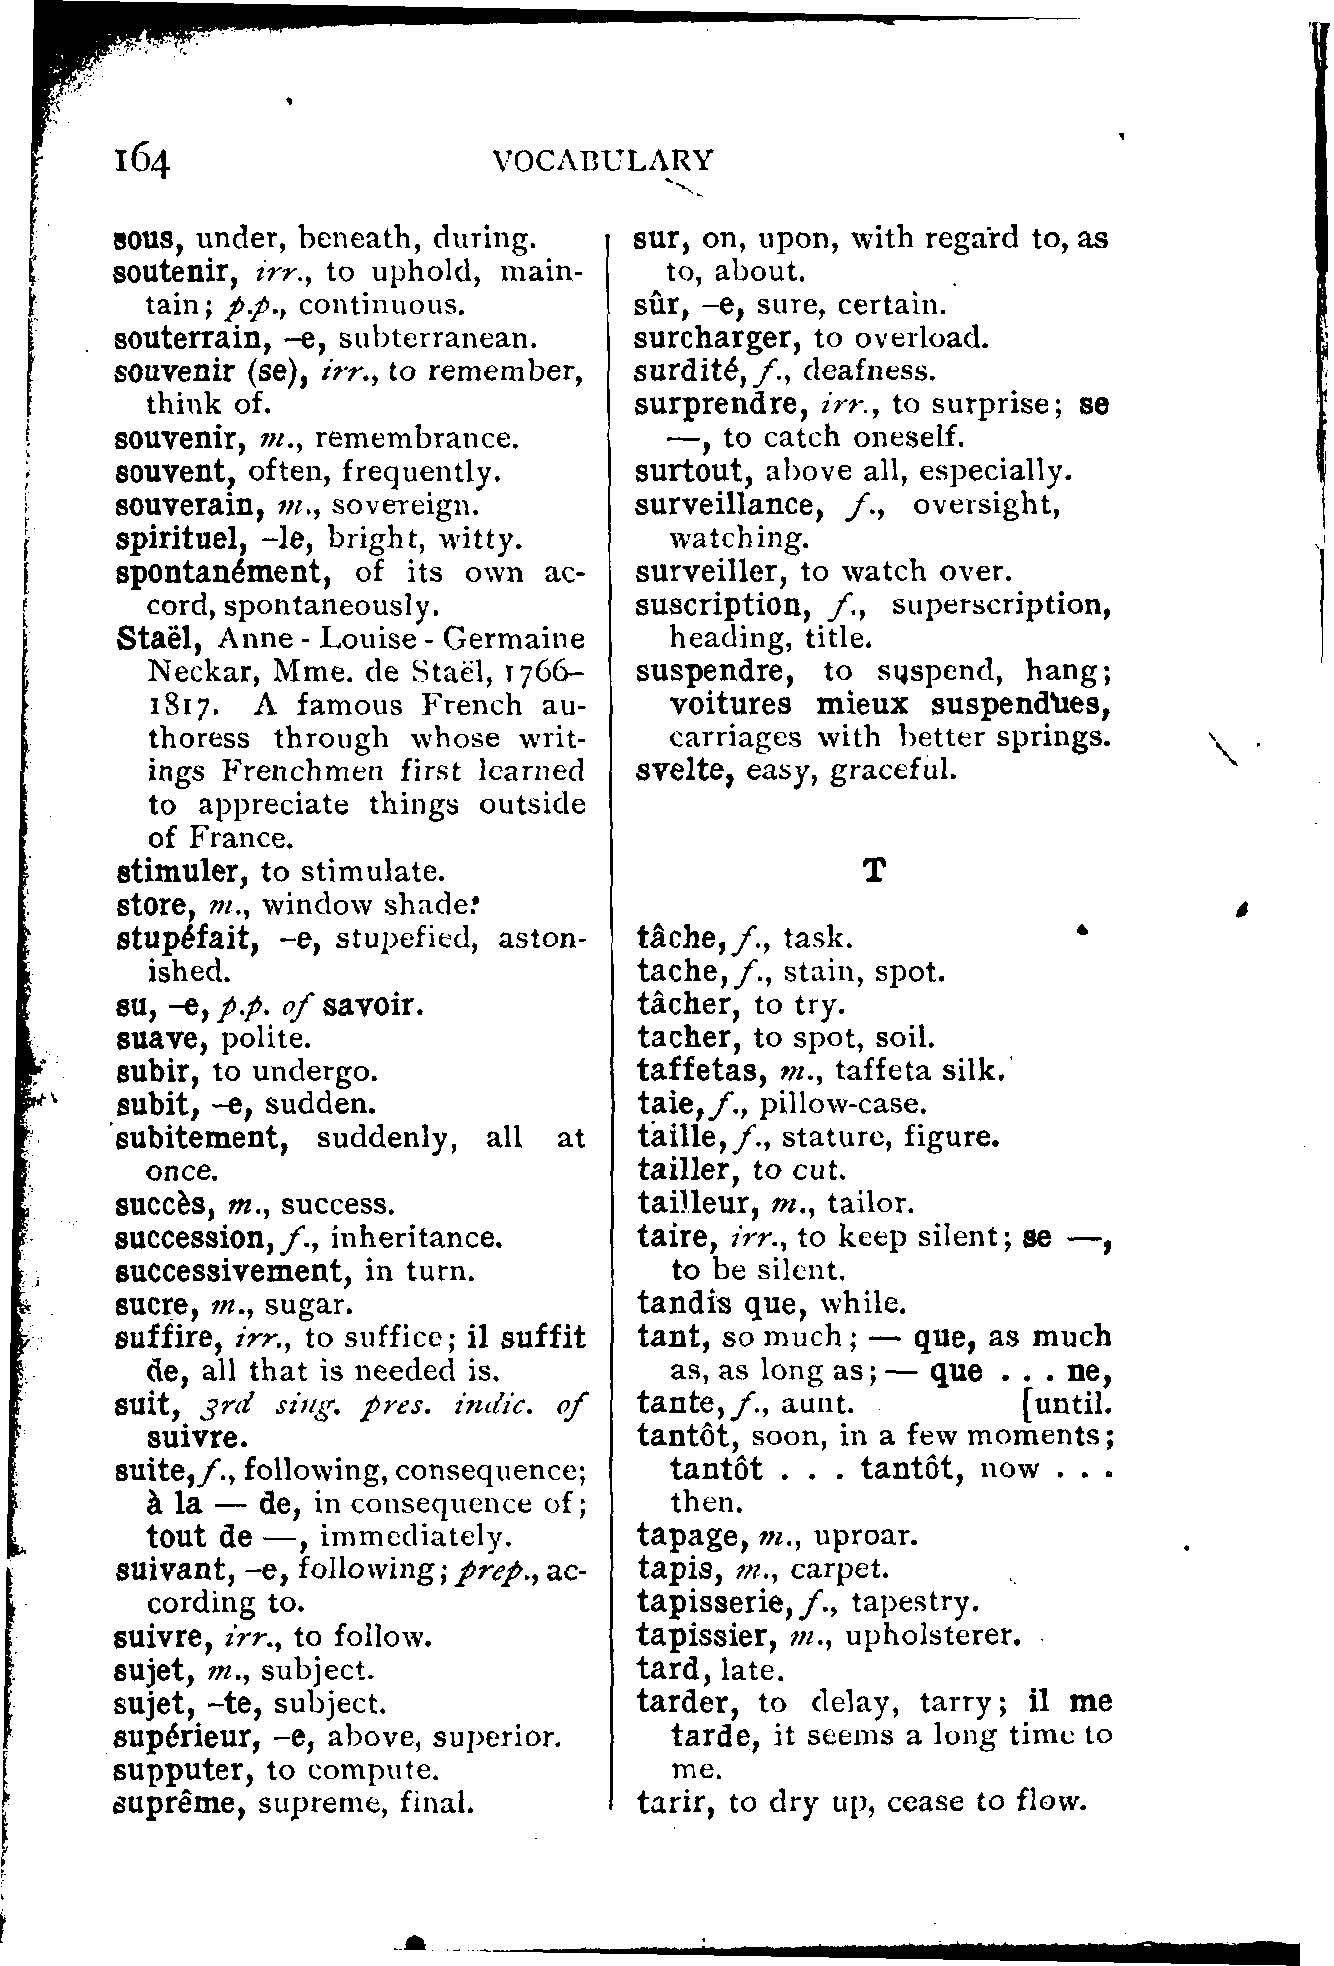 164
VOCABULARY
sous, under, beneath, during.
soutenir, irr., to uphold, main-
tain; p.p., continuous.
souterrain, –e, subterranean.
souvenir (se), irr., to remember,
think of.
souvenir, m., remembrance.
souvent, often, frequently.
souverain, m., sovereign.
spirituel, –le, bright, witty.
spontanément, of its own ac-
cord, spontaneously.
Staël, Anne-Louise-Germaine
Neckar, Mme. de Staël, 1766–
1817. A famous French au-
thoress through whose writ-
ings Frenchmen first learned
to appreciate things outside
of France.
stimuler, to stimulate.
store, m., window shade.
stupéfait, –e, stupefied, aston-
ished.
su, –e, p.p. of savoir.
suave, polite.
subir, to undergo.
subit, –e, sudden.
subitement, suddenly, all at
once.
succès, m., success.
succession, f., inheritance.
successivement, in turn.
sucre, m., sugar.
suffire, irr., to suffice; il suffit
de, all that is needed is.
suit, 3rd sing. pres. indic. of
suivre.
suite, f., following, consequence;
à la — de, in consequence of;
tout de —, immediately.
suivant, –e, following; prep., ac-
cording to.
suivre, irr., to follow.
sujet, m., subject.
sujet, –te, subject.
supérieur, –e, above, superior.
supputer, to compute.
suprême, supreme, final.
sur, on, upon, with regard to, as
to, about.
sûr, –e, sure, certain.
surcharger, to overload.
surdité, f., deafness.
surprendre, irr., to surprise; se
—, to catch oneself.
surtout, above all, especially.
surveillance, f., oversight,
watching.
surveiller, to watch over.
suscription, f., superscription,
heading, title.
suspendre, to suspend, hang;
voitures mieux suspendues,
carriages with better springs.
svelte, easy, graceful.
T
tâche, f., task.
tache, f., stain, spot.
tâcher, to try.
tacher, to spot, soil.
taffetas, m., taffeta silk.
taie, f., pillow-case.
taille, f., stature, figure.
tailler, to cut.
tailleur, m., tailor.
taire, irr., to keep silent; se —,
to be silent.
tandis que, while.
tant, so much; — que, as much
as, as long as; — que . . . ne,
tante, f., aunt. [until.
tantôt, soon, in a few moments;
tantôt . . . tantôt, now . . .
then.
tapage, m., uproar.
tapis, m., carpet.
tapisserie, f., tapestry.
tapissier, m., upholsterer.
tard, late.
tarder, to delay, tarry; il me
tarde, it seems a long time to
me.
tarir, to dry up, cease to flow.